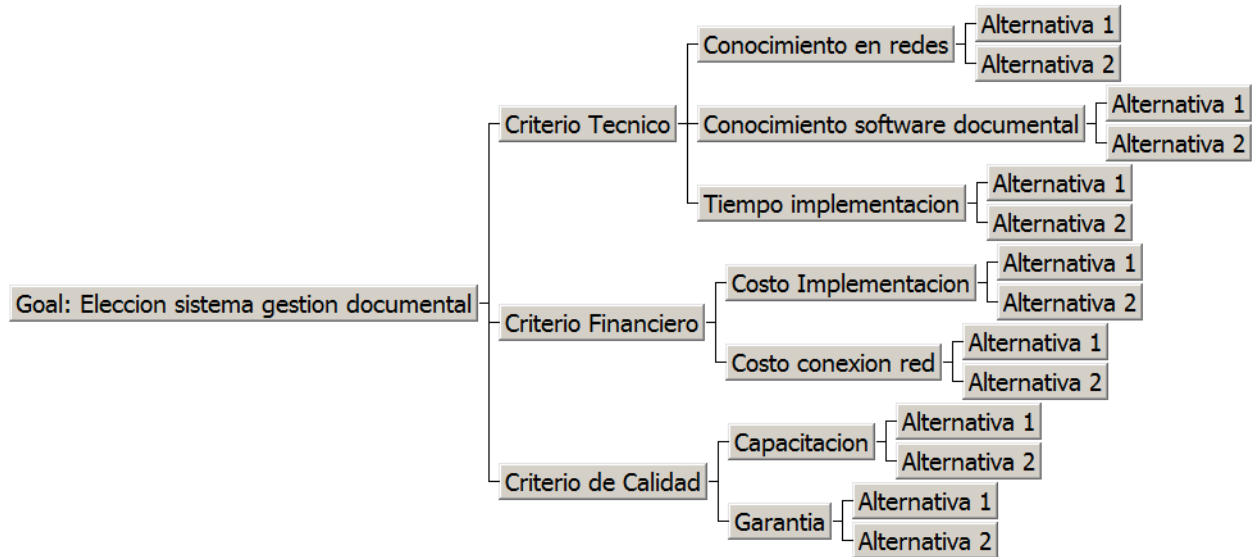 Goal: Eleccion sistema gestion documental
Criterio Tecnico
Conocimiento en redes
Alternativa 1
Alternativa 2
Conocimiento software documental
Alternativa 1
Alternativa 2
Tiempo implementacion
Alternativa 1
Alternativa 2
Criterio Financiero
Costo Implementacion
Alternativa 1
Alternativa 2
Costo conexion red
Alternativa 1
Alternativa 2
Criterio de Calidad
Capacitacion
Alternativa 1
Alternativa 2
Garantia
Alternativa 1
Alternativa 2